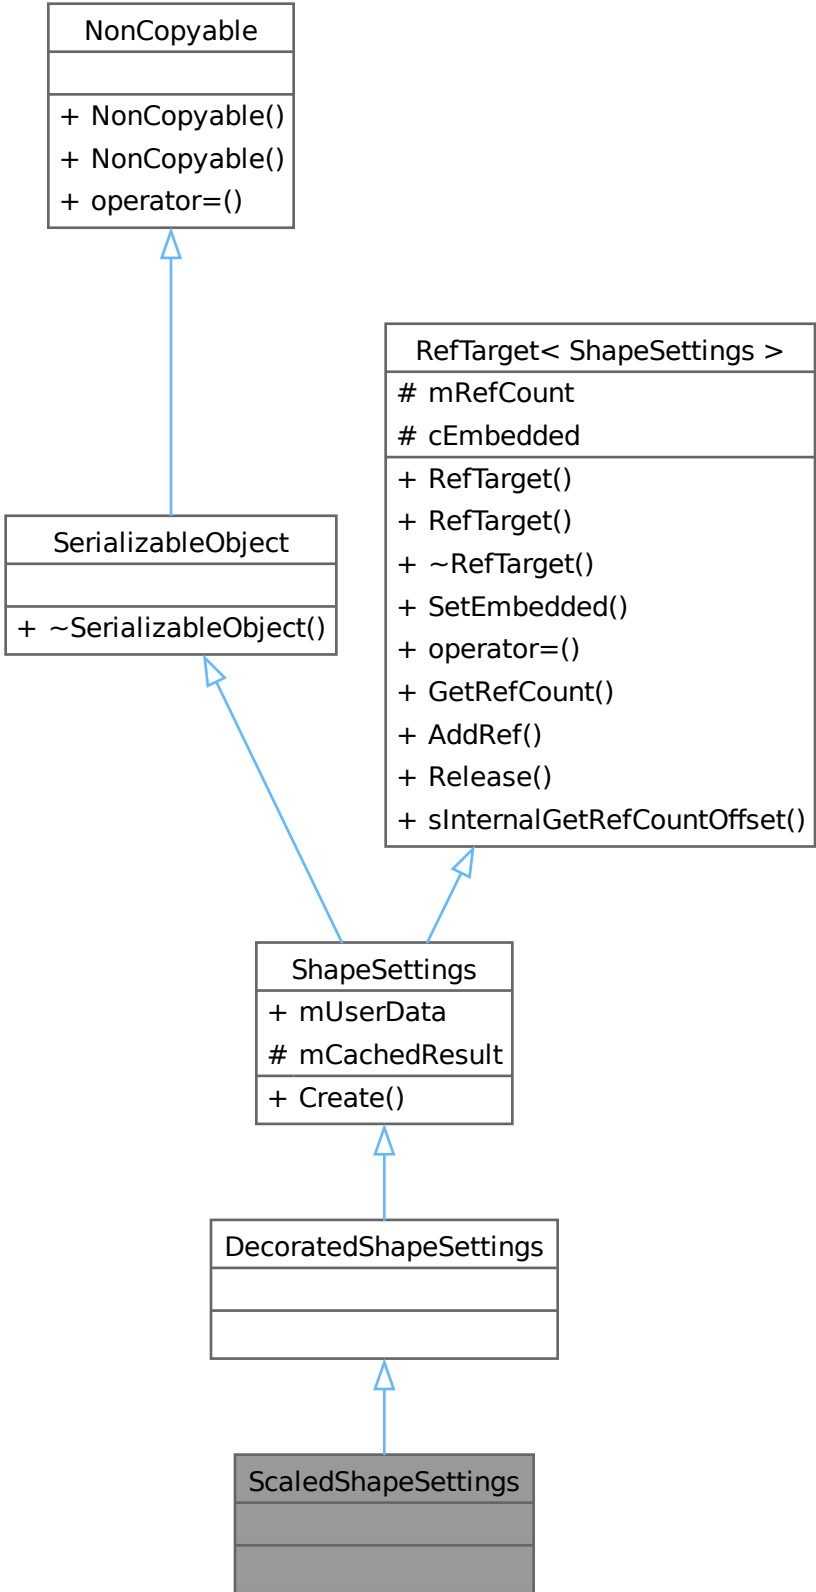 NonCopyable
+ NonCopyable()
+ NonCopyable()
+ operator=()
RefTarget< ShapeSettings >
# mRefCount
# cEmbedded
+ RefTarget()
+ RefTarget()
+ ~RefTarget()
+ SetEmbedded()
+ operator=()
+ GetRefCount()
+ AddRef()
+ Release()
+ sInternalGetRefCountOffset()
SerializableObject
+ ~SerializableObject()
ShapeSettings
+ mUserData
# mCachedResult
+ Create()
DecoratedShapeSettings
ScaledShapeSettings